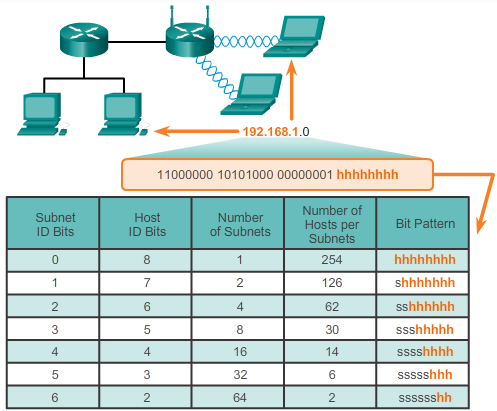 192.168.1.0
11000000 10101000 00000001 hhhhhhhh
Subnet ID Bits Host ID Bits Number of Subnets Number of Hosts per Subnets Bit Pattern
0 8 1 254 hhhhhhhh
1 7 2 126 shhhhhhh
2 6 4 62 sshhhhhh
3 5 8 30 ssshhhhh
4 4 16 14 sssshhhh
5 3 32 6 ssssshhh
6 2 64 2 sssssshh